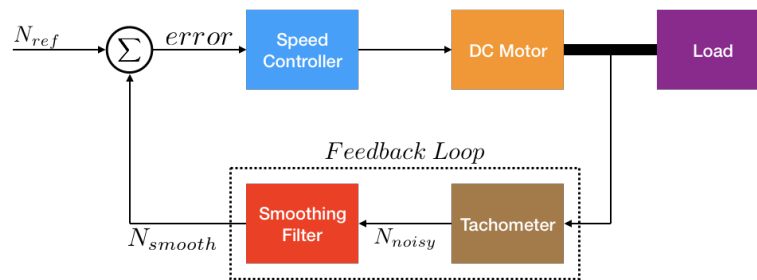 N_ref
Σ
error
Speed
Controller
DC Motor
Load
Feedback Loop
Smoothing
Filter
Tachometer
N_smooth
N_noisy